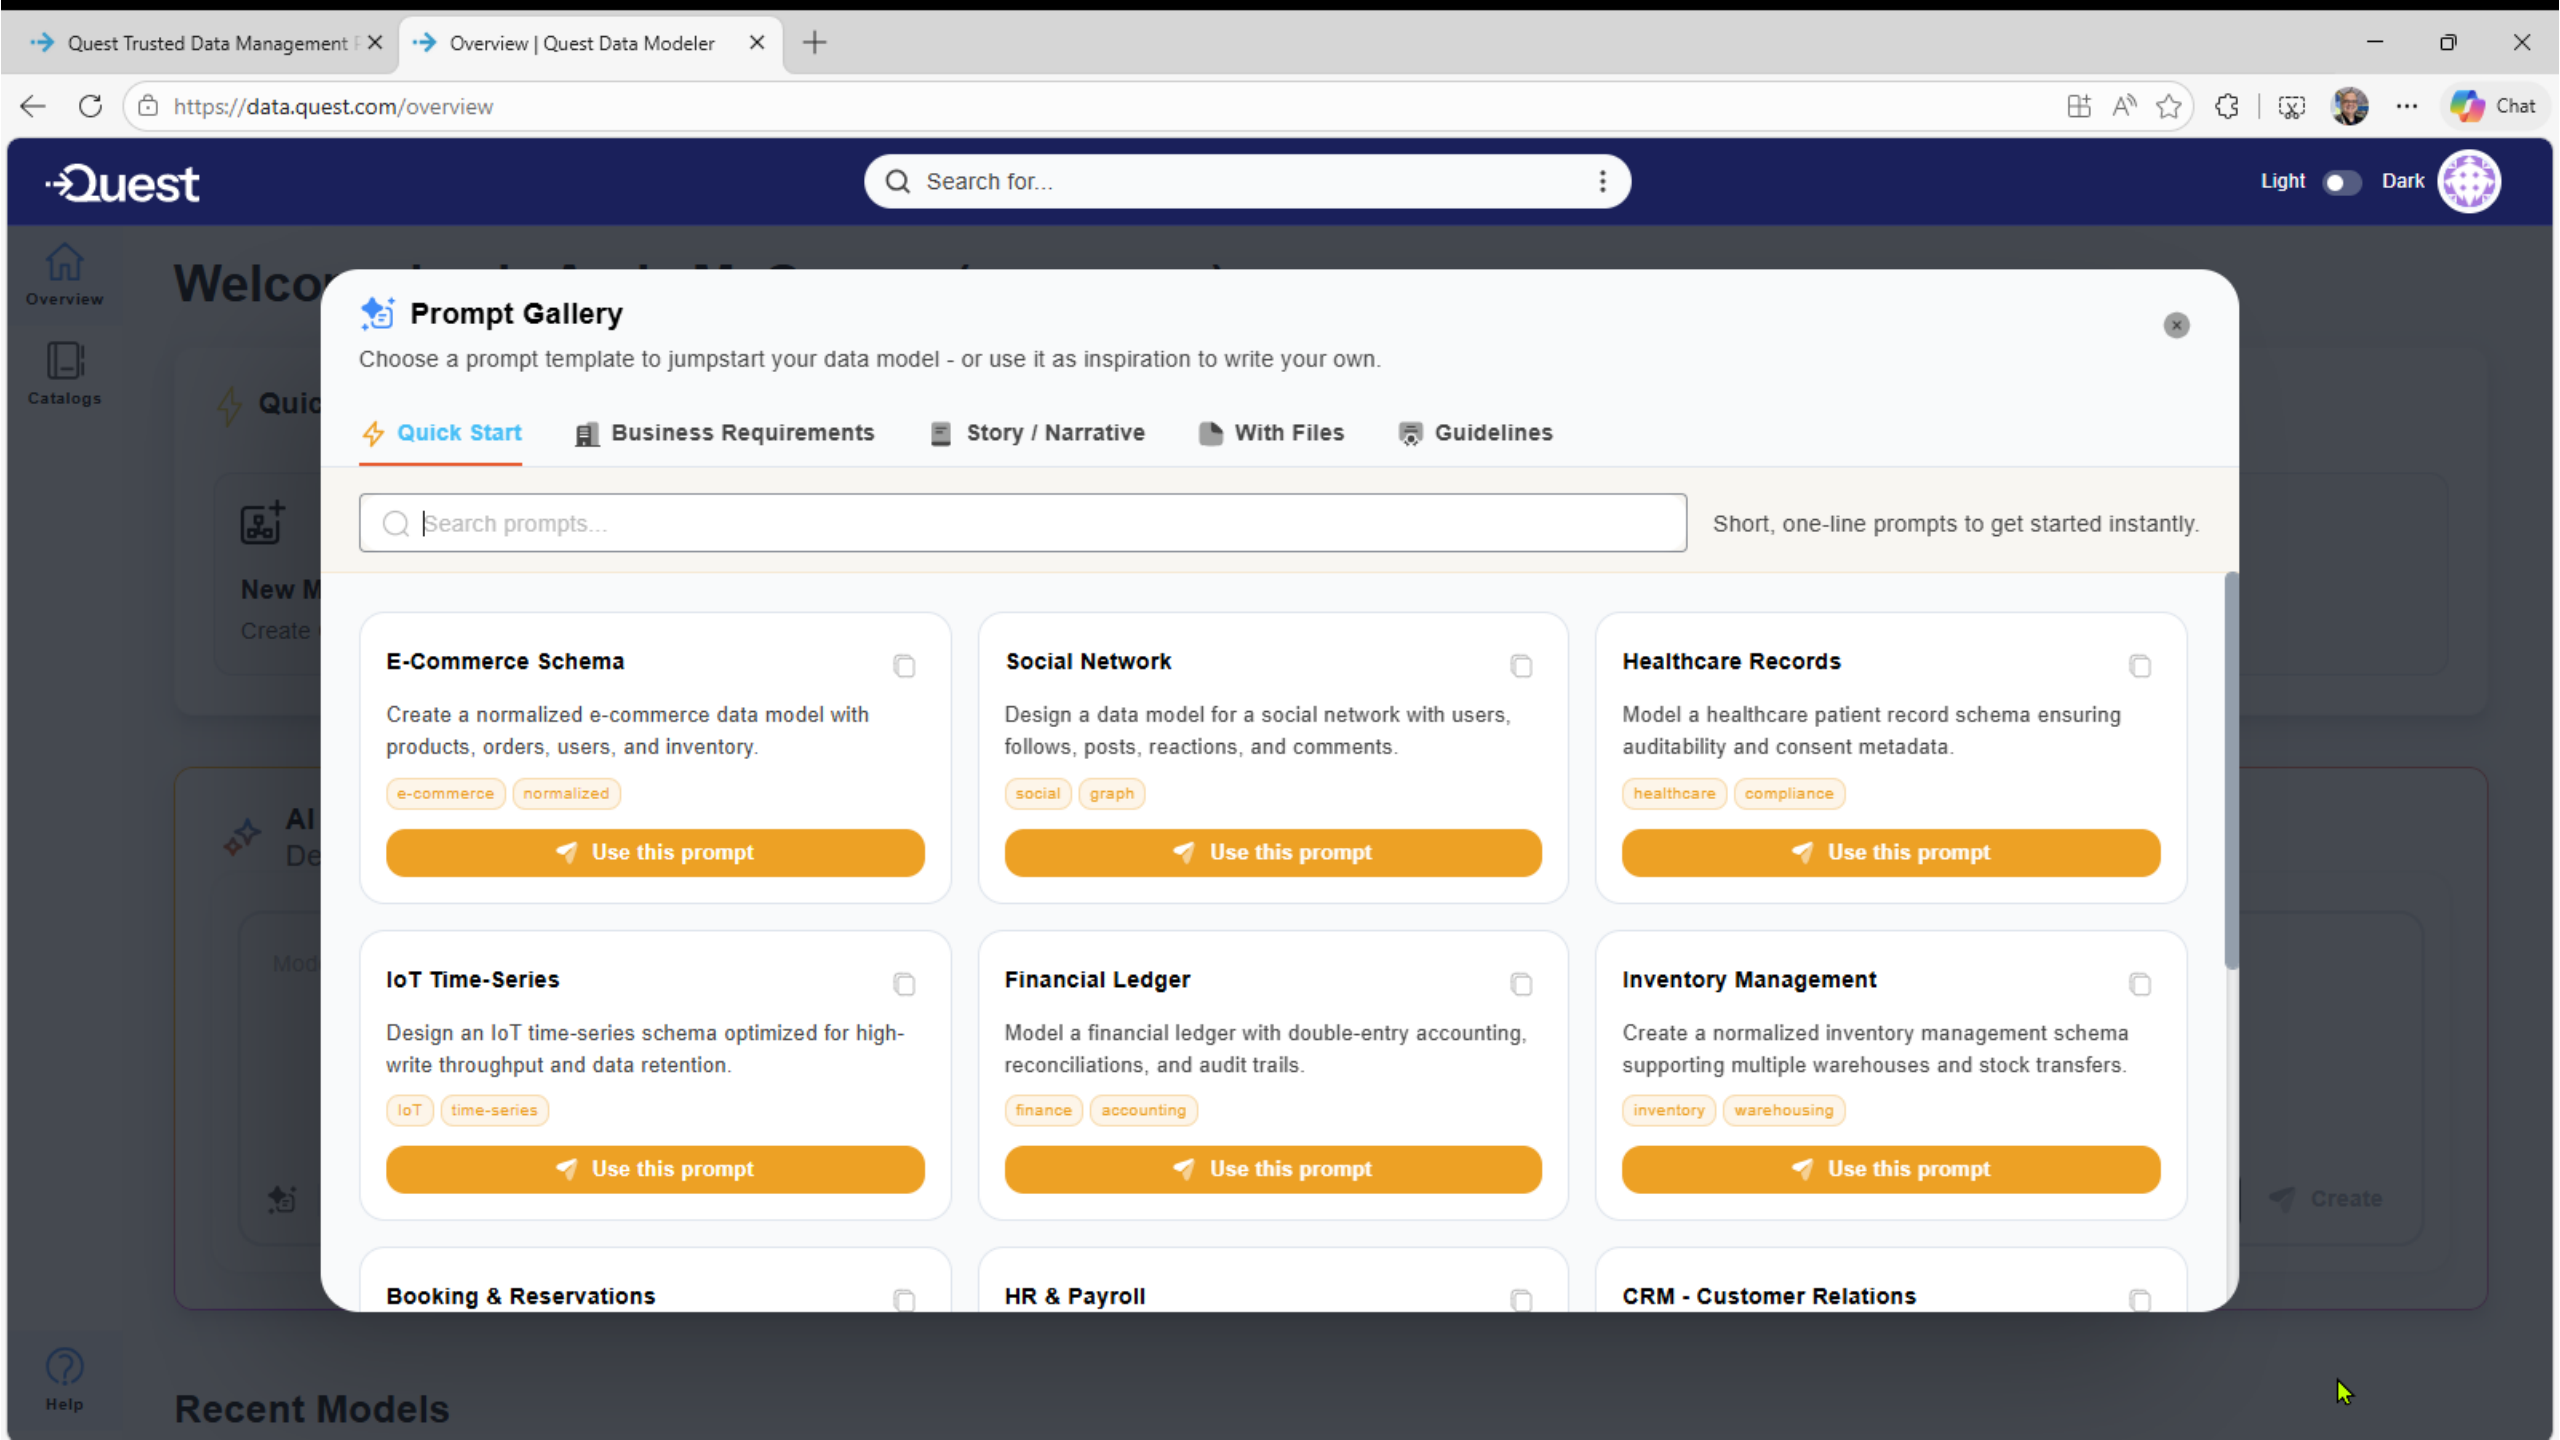 Quest Trusted Data Management
Overview | Quest Data Modeler
https://data.quest.com/overview
Chat
Quest
Search for...
Light
Dark
Overview
Catalogs
Help
Welco
Quic
New M
Create
AI
De
Mod
Create
Recent Models
Prompt Gallery
Choose a prompt template to jumpstart your data model - or use it as inspiration to write your own.
Quick Start
Business Requirements
Story / Narrative
With Files
Guidelines
Search prompts...
Short, one-line prompts to get started instantly.
E-Commerce Schema
Create a normalized e-commerce data model with
products, orders, users, and inventory.
e-commerce
normalized
Use this prompt
Social Network
Design a data model for a social network with users,
follows, posts, reactions, and comments.
social
graph
Use this prompt
Healthcare Records
Model a healthcare patient record schema ensuring
auditability and consent metadata.
healthcare
compliance
Use this prompt
IoT Time-Series
Design an IoT time-series schema optimized for high-
write throughput and data retention.
IoT
time-series
Use this prompt
Financial Ledger
Model a financial ledger with double-entry accounting,
reconciliations, and audit trails.
finance
accounting
Use this prompt
Inventory Management
Create a normalized inventory management schema
supporting multiple warehouses and stock transfers.
inventory
warehousing
Use this prompt
Booking & Reservations
HR & Payroll
CRM - Customer Relations